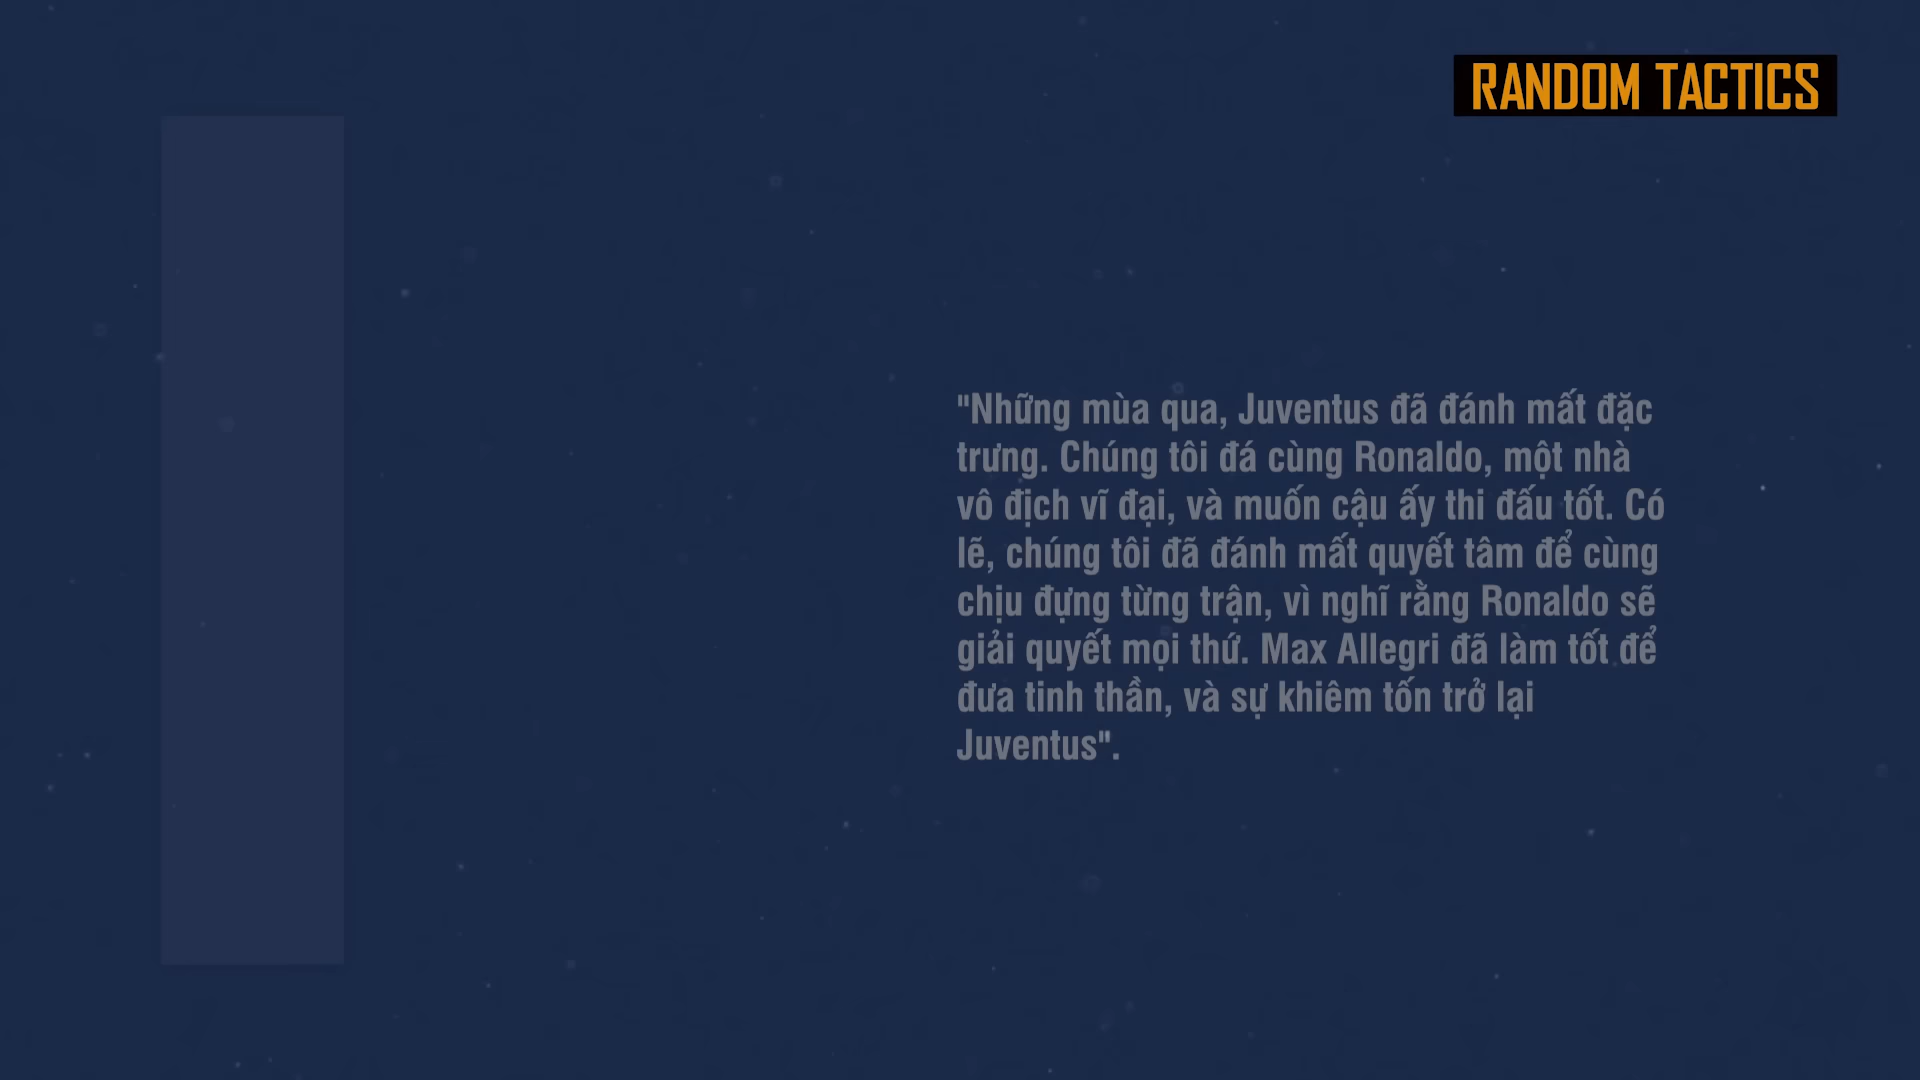 RANDOM TACTICS
"Những mùa qua, Juventus đã đánh mất đặc
trưng. Chúng tôi đá cùng Ronaldo, một nhà
vô địch vĩ đại, và muốn cậu ấy thi đấu tốt. Có
lẽ, chúng tôi đã đánh mất quyết tâm để cùng
chịu đựng từng trận, vì nghĩ rằng Ronaldo sẽ
giải quyết mọi thứ. Max Allegri đã làm tốt để
đưa tinh thần, và sự khiêm tốn trở lại
Juventus".